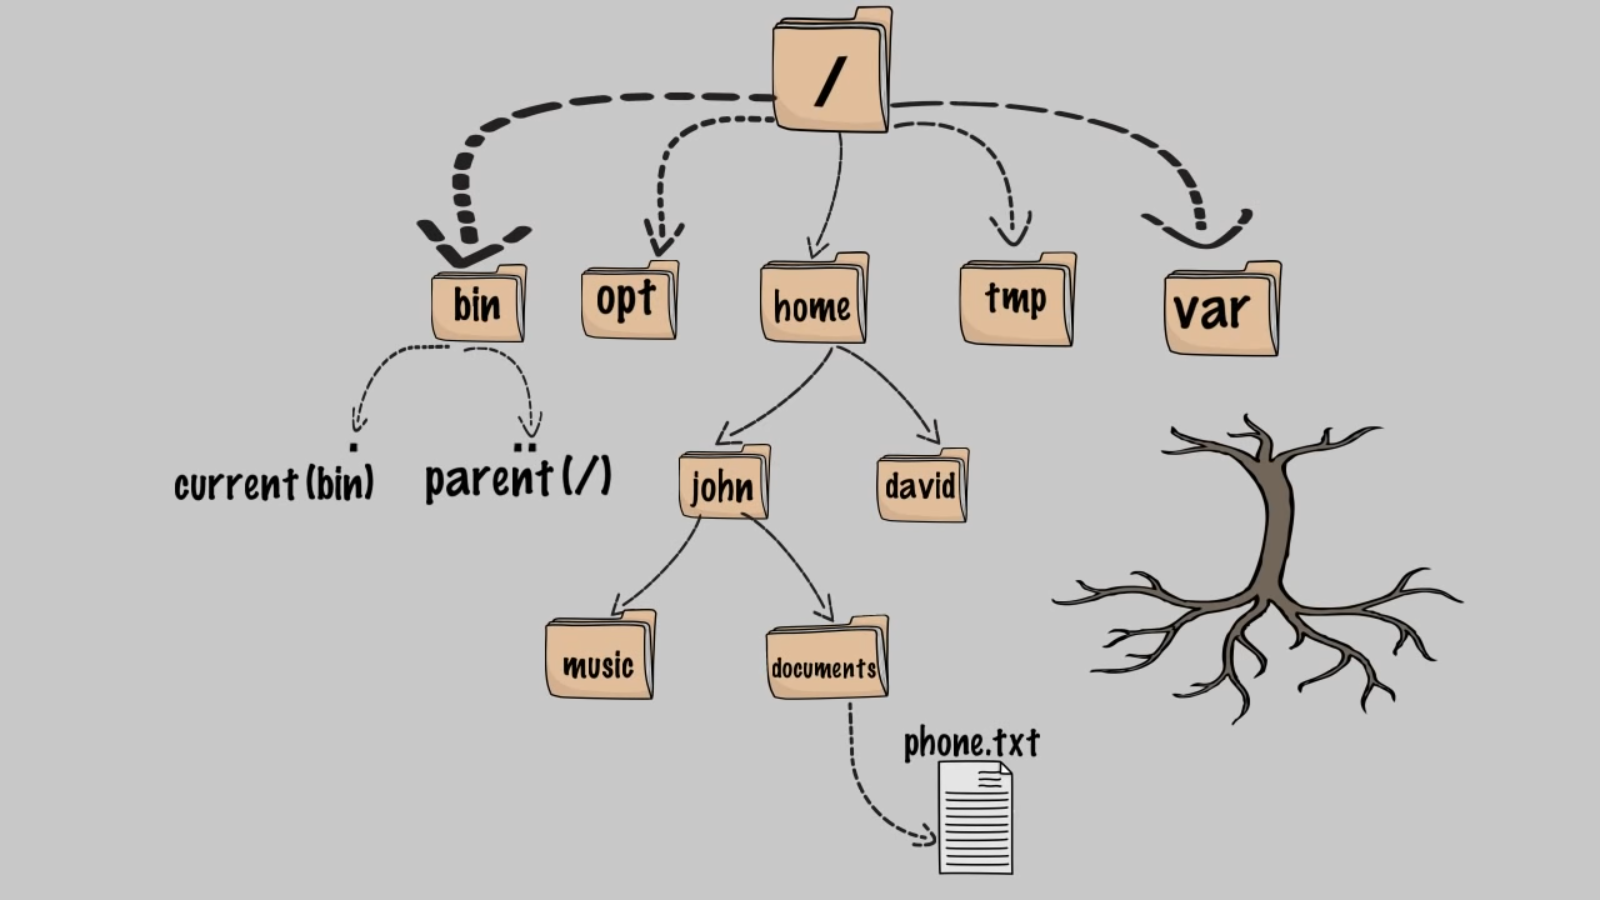 /
bin
opt
home
tmp
var
.
..
current (bin)
parent (/)
john
david
music
documents
phone.txt